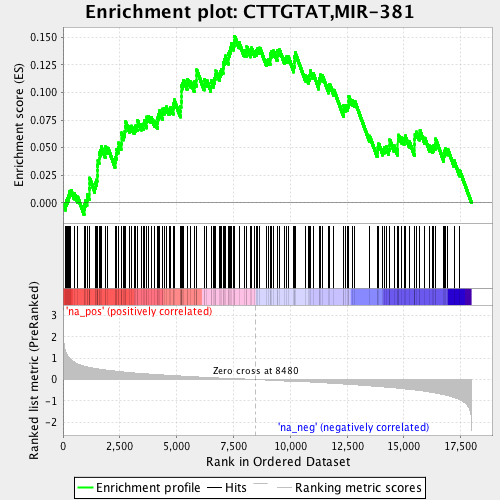 Enrichment plot: CTTGTAT,MIR-381
Enrichment score (ES)
0.150
0.125
0.100
0.075
0.050
0.025
0.000
'na_pos' (positively correlated)
Ranked list metric (PreRanked)
3
2
1
0
-1
-2
Zero cross at 8480
'na_neg' (negatively correlated)
0
2,500
5,000
7,500
10,000
12,500
15,000
17,500
Rank in Ordered Dataset
Enrichment profile
Hits
Ranking metric scores